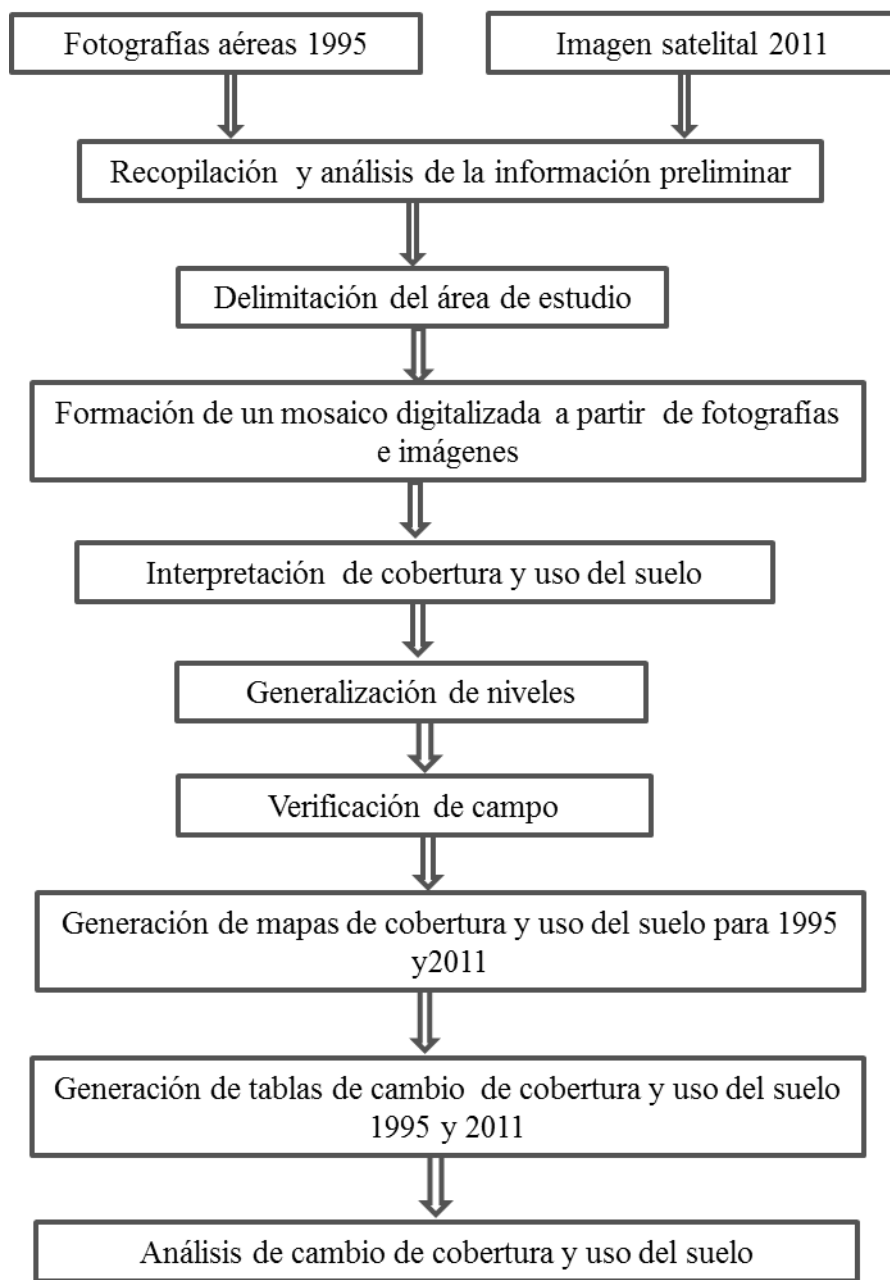 Fotografías aéreas 1995
Imagen satelital 2011
Recopilación y análisis de la información preliminar
Delimitación del área de estudio
Formación de un mosaico digitalizada a partir de fotografías
e imágenes
Interpretación de cobertura y uso del suelo
Generalización de niveles
Verificación de campo
Generación de mapas de cobertura y uso del suelo para 1995
y2011
Generación de tablas de cambio de cobertura y uso del suelo
1995 y 2011
Análisis de cambio de cobertura y uso del suelo